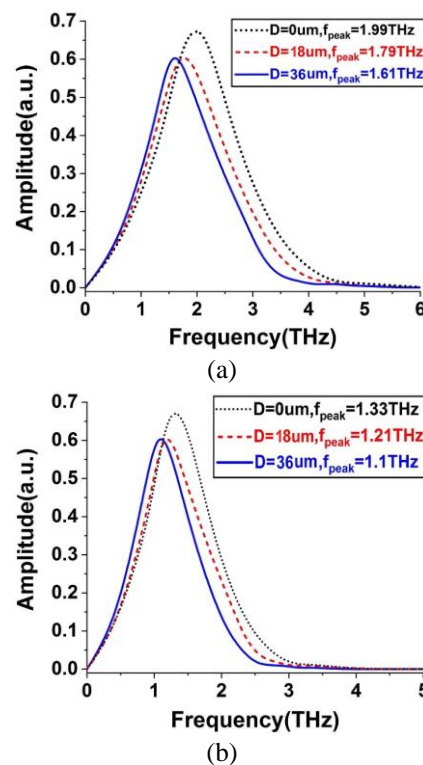 0.8
0.7
0.6
0.5
0.4
0.3
0.2
0.1
0.0
Amplitude(a.u.)
D=0um,fpeak=1.99THz
D=18um,fpeak=1.79THz
D=36um,fpeak=1.61THz
0 1 2 3 4 5 6
Frequency(THz)
(a)
0.7
0.6
0.5
0.4
0.3
0.2
0.1
0.0
Amplitude(a.u.)
D=0um,fpeak=1.33THz
D=18um,fpeak=1.21THz
D=36um,fpeak=1.1THz
0 1 2 3 4 5
Frequency(THz)
(b)